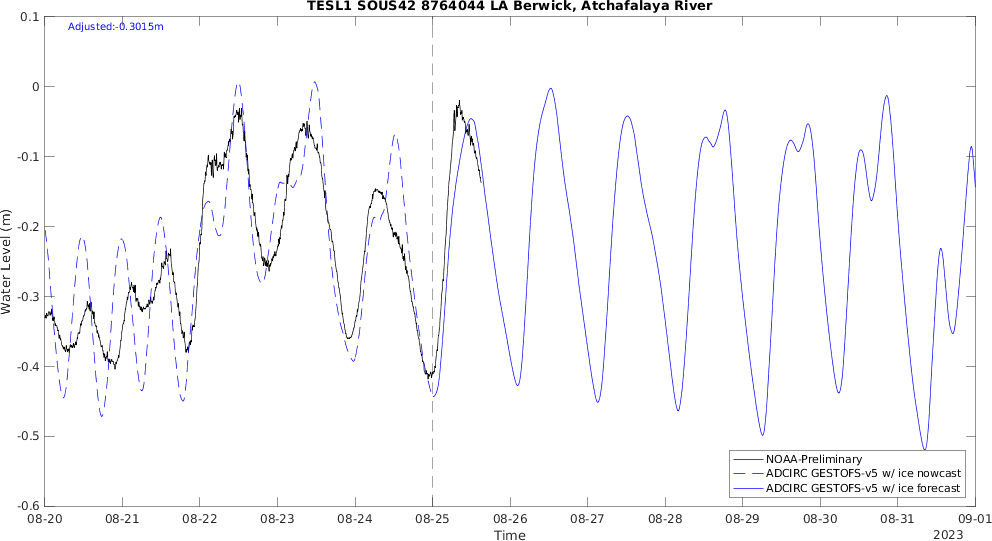 TESL1 SOUS42 8764044 LA Berwick, Atchafalaya River
Adjusted:-0.3015m
0.1
0
-0.1
-0.2
-0.3
-0.4
-0.5
-0.6
Water Level (m)
NOAA-Preliminary
ADCIRC GESTOFS-v5 w/ ice nowcast
ADCIRC GESTOFS-v5 w/ ice forecast
08-20 08-21 08-22 08-23 08-24 08-25 08-26 08-27 08-28 08-29 08-30 08-31 09-01
Time
2023